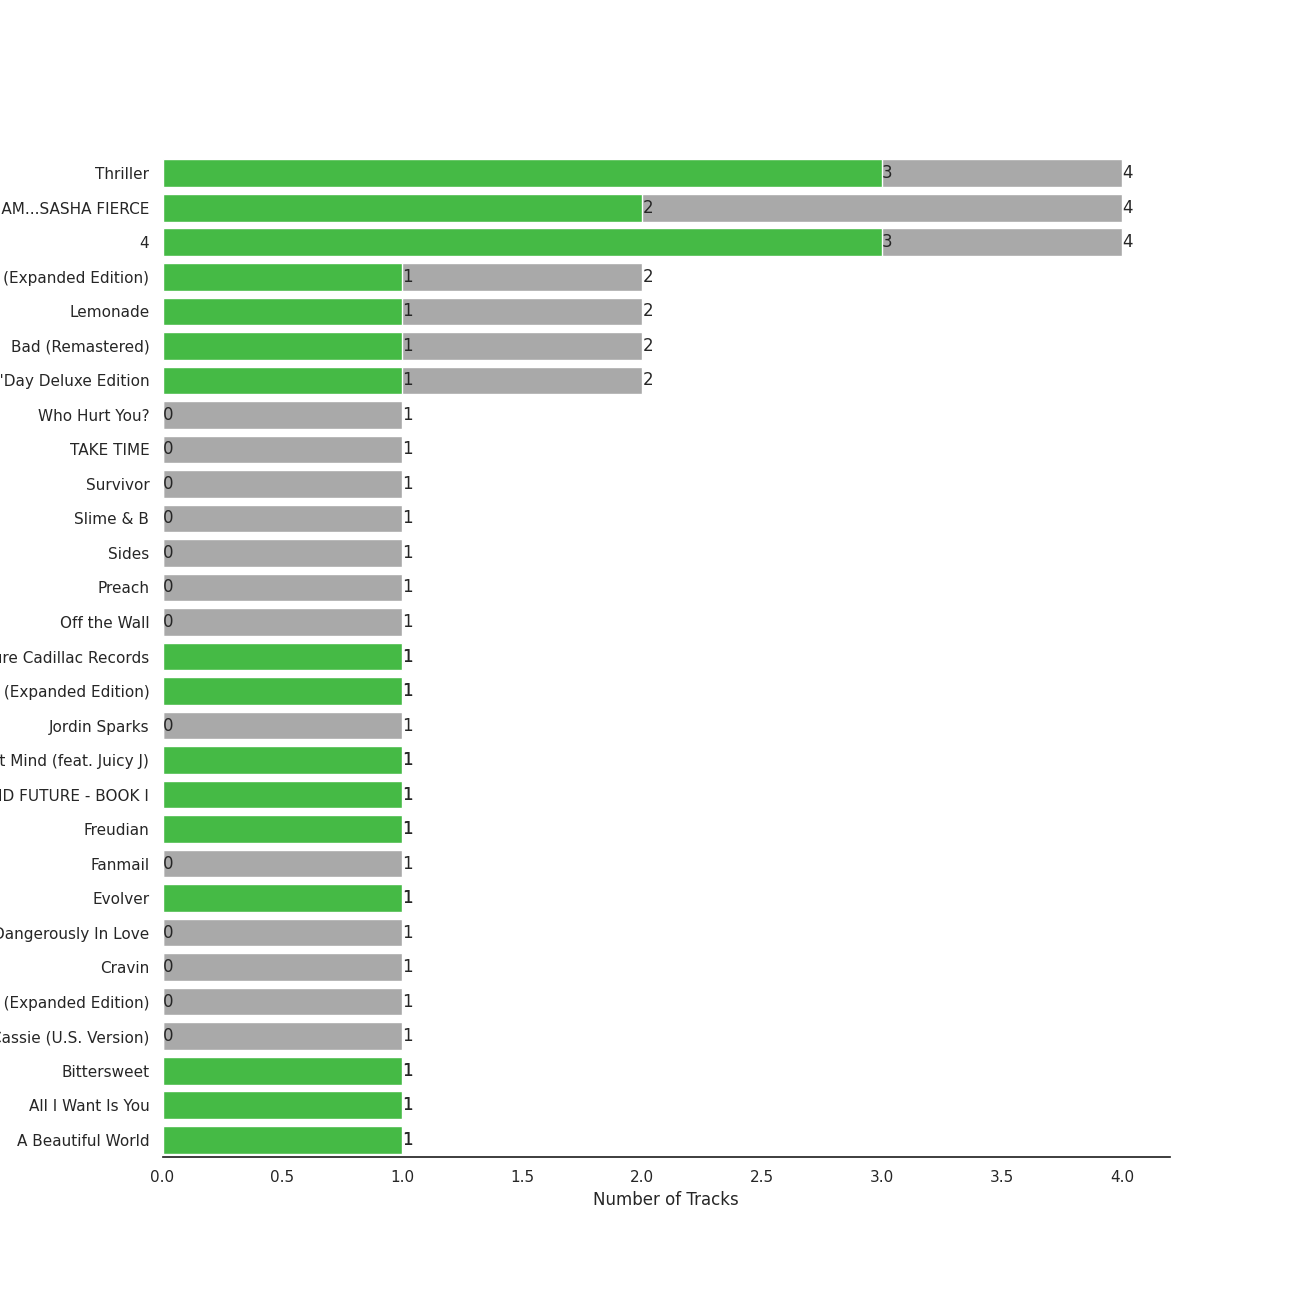 Thriller 3 4
AM...SASHA FIERCE 2 4
4 3 4
(Expanded Edition) 1 2
Lemonade 1 2
Bad (Remastered) 1 2
'Day Deluxe Edition 1 2
Who Hurt You? 0 1
TAKE TIME 0 1
Survivor 0 1
Slime & B 0 1
Sides 0 1
Preach 0 1
Off the Wall 0 1
Cadillac Records 1
(Expanded Edition) 1
Jordin Sparks 0 1
Mind (feat. Juicy J) 1
FUTURE - BOOK I 1
Freudian 1
Fanmail 0 1
Evolver 1
Dangerously In Love 0 1
Cravin 0 1
(Expanded Edition) 0 1
Cassie (U.S. Version) 0 1
Bittersweet 1
All I Want Is You 1
A Beautiful World 1
0.0 0.5 1.0 1.5 2.0 2.5 3.0 3.5 4.0
Number of Tracks